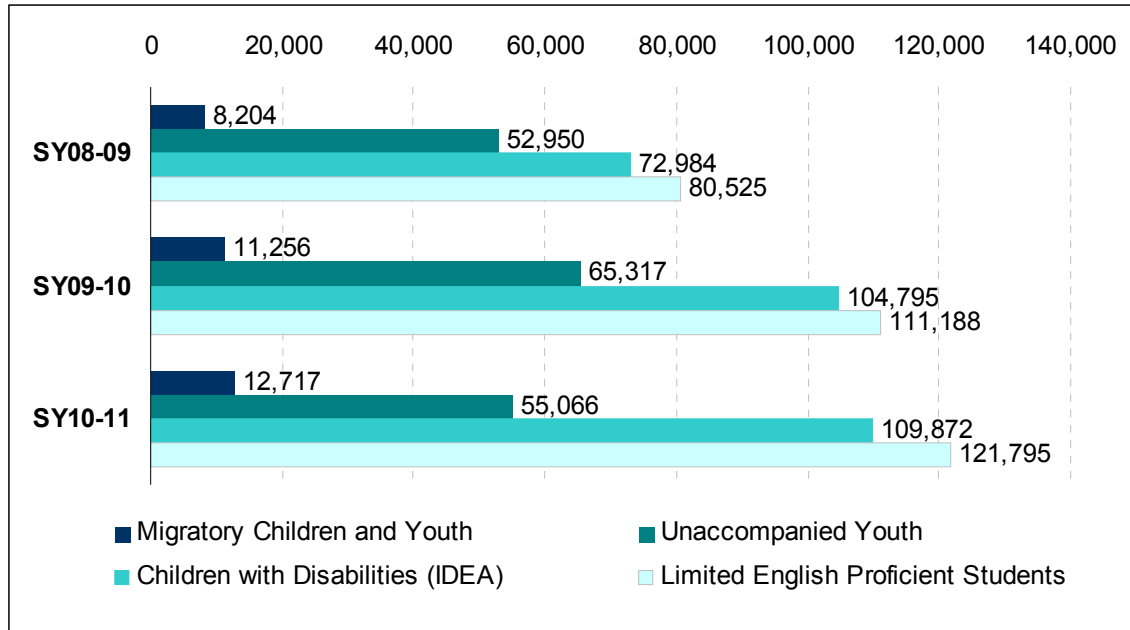 0 20,000 40,000 60,000 80,000 100,000 120,000 140,000
8,204
SY08-09
52,950
72,984
80,525
11,256
SY09-10
65,317
104,795
111,188
12,717
SY10-11
55,066
109,872
121,795
Migratory Children and Youth
Unaccompanied Youth
Children with Disabilities (IDEA)
Limited English Proficient Students